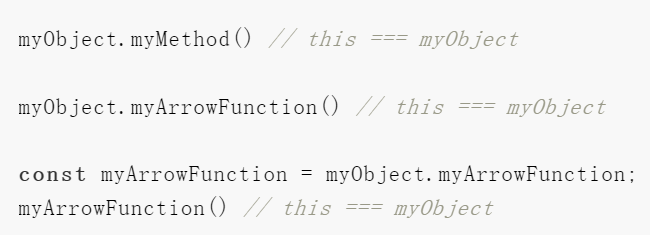 myObject.myMethod() // this === myObject
myObject.myArrowFunction() // this === myObject
const myArrowFunction = myObject.myArrowFunction;
myArrowFunction() // this === myObject